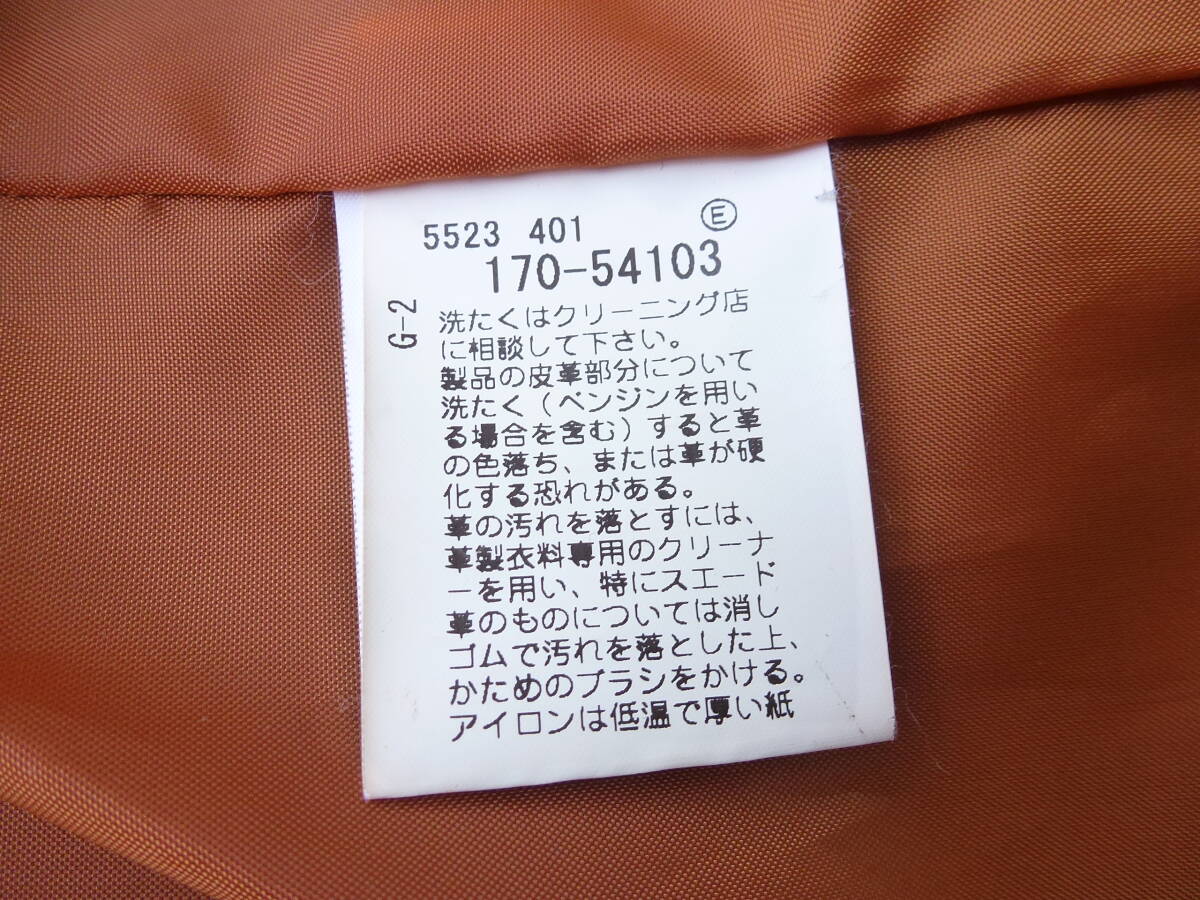 5523 401 Ⓔ
170-54103
G-2
洗たくはクリーニング店
に相談して下さい。
製品の皮革部分について
洗たく(ベンジンを用い
る場合を含む)すると革
の色落ち、または革が硬
化する恐れがある。
革の汚れを落とすには、
革製衣料専用のクリーナ
ーを用い、特にスエード
革のものについては消し
ゴムで汚れを落とした上、
かためのブラシをかける。
アイロンは低温で厚い紙